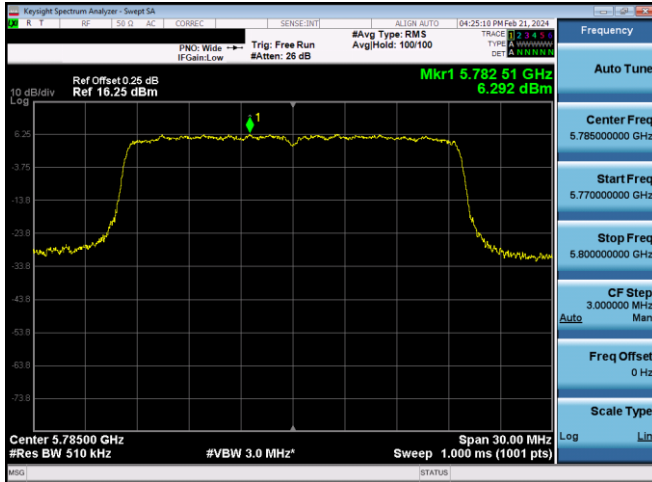 Keysight Spectrum Analyzer - Swept SA
R T RF 50 Ω AC CORREC SENSE:INT ALIGN AUTO 04:25:10 PM Feb 21, 2024
#Avg Type: RMS TRACE 1 2 3 4 5 6
PNO: Wide Trig: Free Run Avg|Hold: 100/100 TYPE A WWWWW
IFGain:Low #Atten: 26 dB DET A N N N N N
Ref Offset 0.25 dB Mkr1 5.782 51 GHz
10 dB/div Ref 16.25 dBm 6.292 dBm
Log
1
6.25
-3.75
-13.8
-23.8
-33.8
-43.8
-53.8
-63.8
-73.8
Center 5.78500 GHz Span 30.00 MHz
#Res BW 510 kHz #VBW 3.0 MHz* Sweep 1.000 ms (1001 pts)
MSG STATUS
Frequency
Auto Tune
Center Freq
5.785000000 GHz
Start Freq
5.770000000 GHz
Stop Freq
5.800000000 GHz
CF Step
3.000000 MHz
Auto Man
Freq Offset
0 Hz
Scale Type
Log Lin